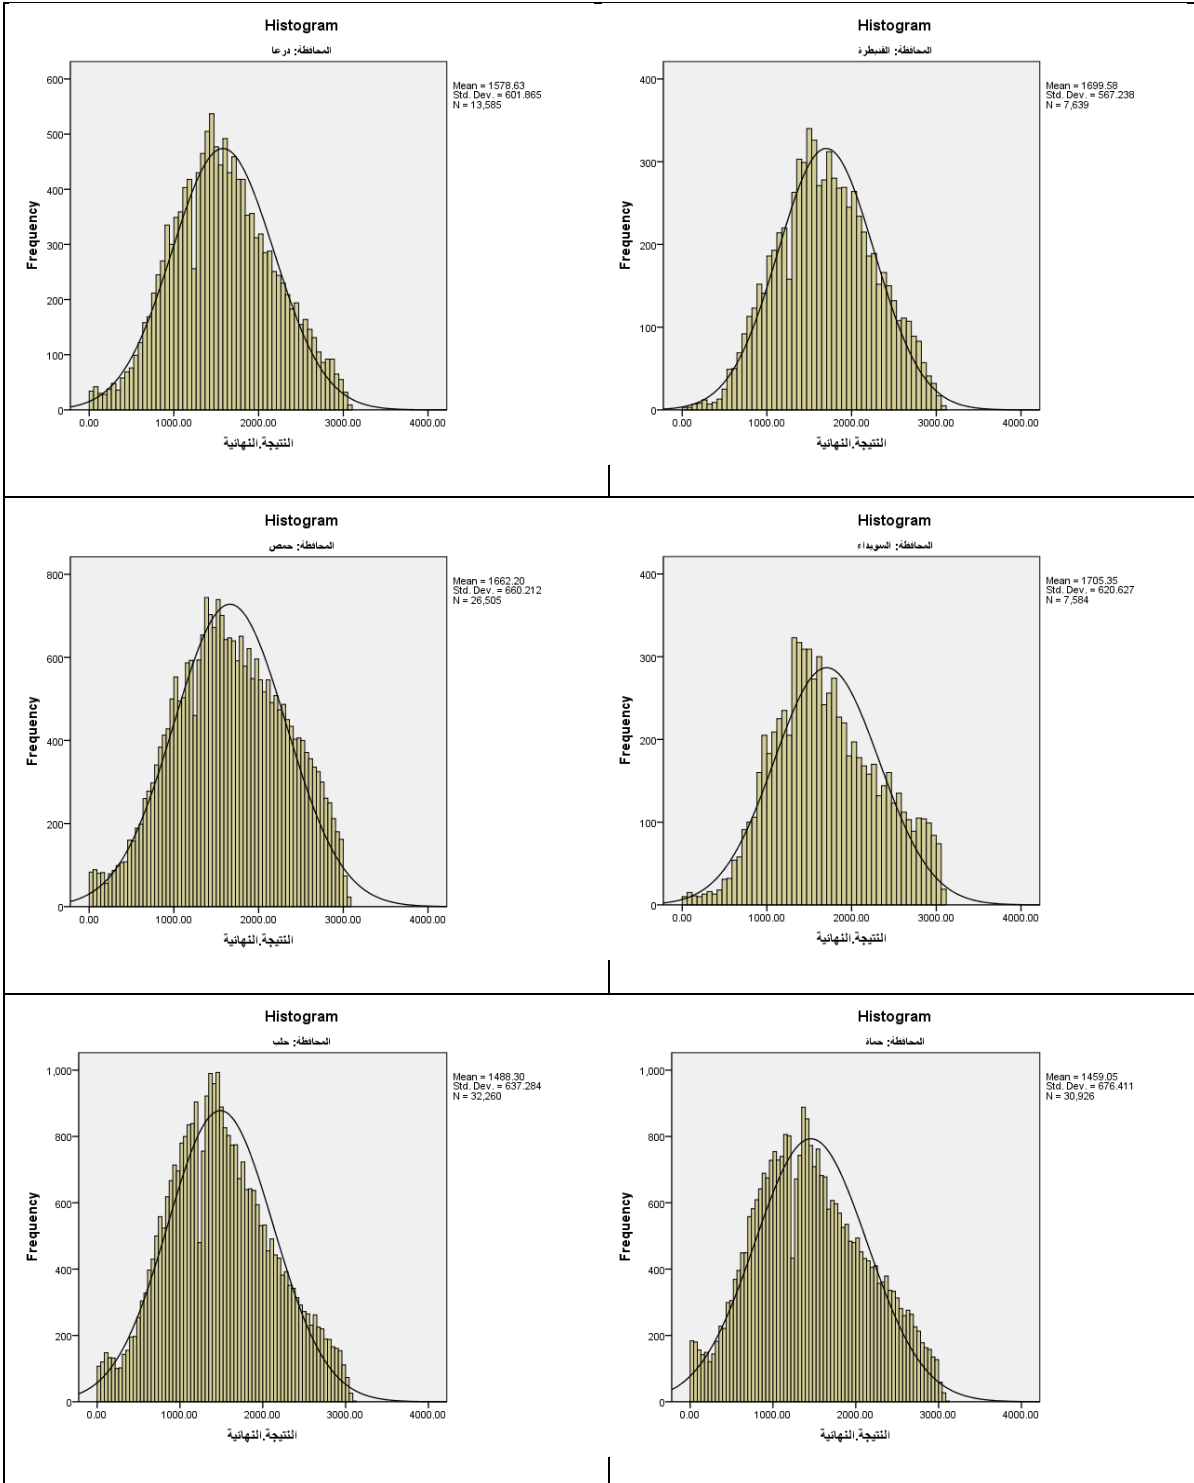 Histogram
المحافظة: درعا
Mean = 1578.63
Std. Dev. = 601.865
N = 13,585
Frequency
600
500
400
300
200
100
0
0.00 1000.00 2000.00 3000.00 4000.00
النتيجة.النهائية
Histogram
المحافظة: القنيطرة
Mean = 1699.58
Std. Dev. = 567.238
N = 7,639
Frequency
400
300
200
100
0
0.00 1000.00 2000.00 3000.00 4000.00
النتيجة.النهائية
Histogram
المحافظة: حمص
Mean = 1662.20
Std. Dev. = 660.212
N = 26,505
Frequency
800
600
400
200
0
0.00 1000.00 2000.00 3000.00 4000.00
النتيجة.النهائية
Histogram
المحافظة: السويداء
Mean = 1705.35
Std. Dev. = 620.627
N = 7,584
Frequency
400
300
200
100
0
0.00 1000.00 2000.00 3000.00 4000.00
النتيجة.النهائية
Histogram
المحافظة: حلب
Mean = 1488.30
Std. Dev. = 637.284
N = 32,260
Frequency
1,000
800
600
400
200
0
0.00 1000.00 2000.00 3000.00 4000.00
النتيجة.النهائية
Histogram
المحافظة: حماة
Mean = 1459.05
Std. Dev. = 676.411
N = 30,926
Frequency
1,000
800
600
400
200
0
0.00 1000.00 2000.00 3000.00 4000.00
النتيجة.النهائية